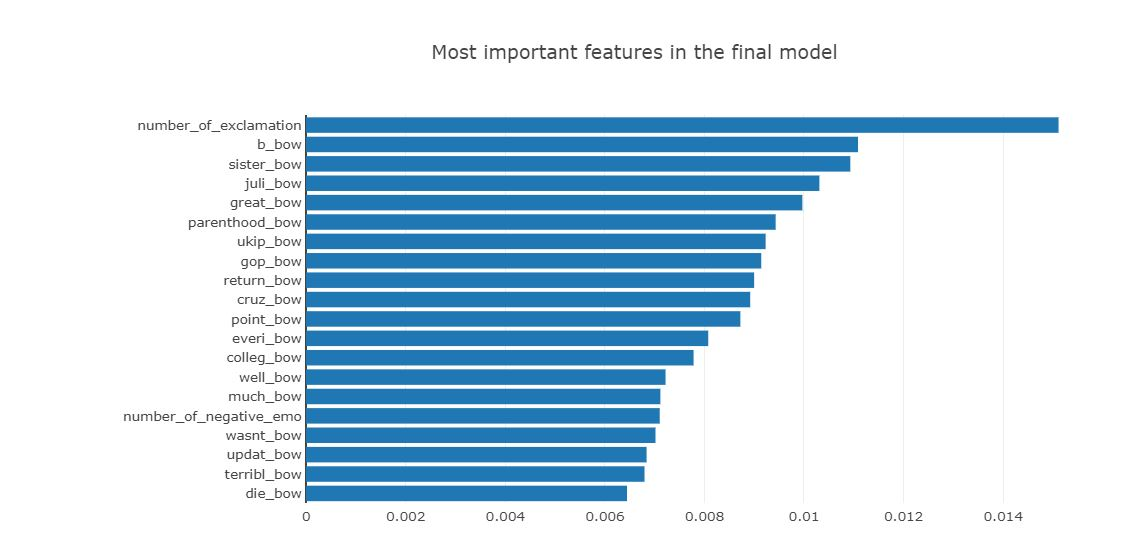 Most important features in the final model
number_of_exclamation
b_bow
sister_bow
juli_bow
great_bow
parenthood_bow
ukip_bow
gop_bow
return_bow
cruz_bow
point_bow
everi_bow
colleg_bow
well_bow
much_bow
number_of_negative_emo
wasnt_bow
updat_bow
terribl_bow
die_bow
0 0.002 0.004 0.006 0.008 0.01 0.012 0.014